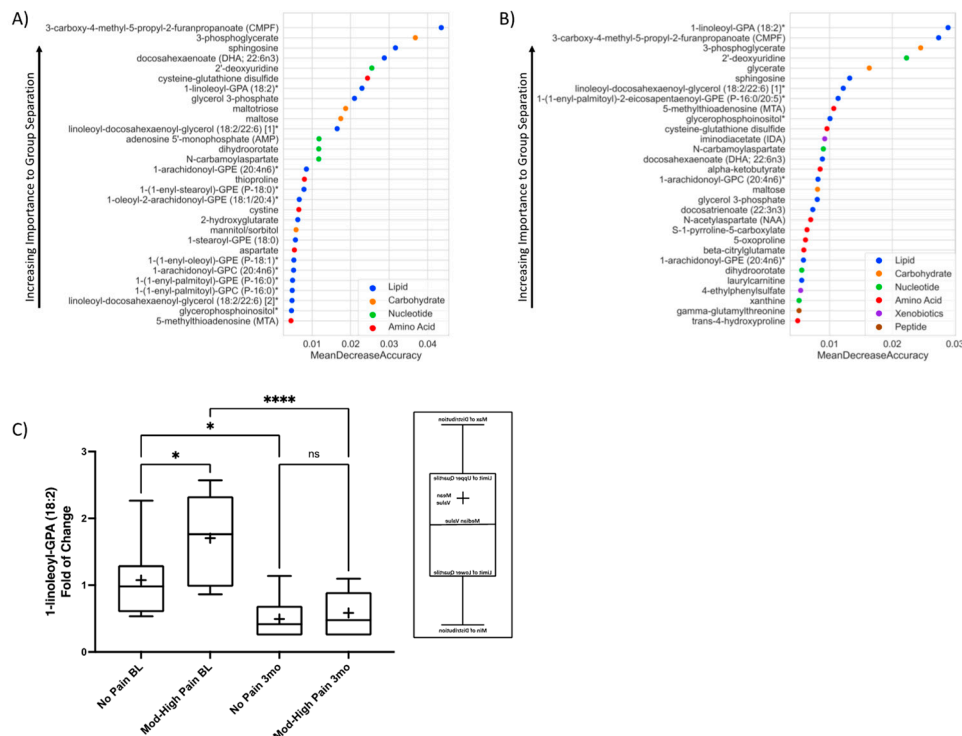 A)
Increasing Importance to Group Separation
3-carboxy-4-methyl-5-propyl-2-furanpropanoate (CMPF)
3-phosphoglycerate
sphingosine
docosahexaenoate (DHA; 22:6n3)
2'-deoxyuridine
cysteine-glutathione disulfide
1-linoleoyl-GPA (18:2)*
glycerol 3-phosphate
maltotriose
maltose
linoleoyl-docosahexaenoyl-glycerol (18:2/22:6) [1]*
adenosine 5'-monophosphate (AMP)
dihydroorotate
N-carbamoylaspartate
1-arachidonoyl-GPE (20:4n6)*
thioproline
1-(1-enyl-stearoyl)-GPE (P-18:0)*
1-oleoyl-2-arachidonoyl-GPE (18:1/20:4)*
cystine
2-hydroxyglutarate
mannitol/sorbitol
1-stearoyl-GPE (18:0)
aspartate
1-(1-enyl-oleoyl)-GPE (P-18:1)*
1-arachidonoyl-GPC (20:4n6)*
1-(1-enyl-palmitoyl)-GPE (P-16:0)*
1-(1-enyl-palmitoyl)-GPC (P-16:0)*
linoleoyl-docosahexaenoyl-glycerol (18:2/22:6) [2]*
glycerophosphoinositol*
5-methylthioadenosine (MTA)
Lipid
Carbohydrate
Nucleotide
Amino Acid
0.01 0.02 0.03 0.04
MeanDecreaseAccuracy
B)
Increasing Importance to Group Separation
1-linoleoyl-GPA (18:2)*
3-carboxy-4-methyl-5-propyl-2-furanpropanoate (CMPF)
3-phosphoglycerate
2'-deoxyuridine
glycerate
sphingosine
linoleoyl-docosahexaenoyl-glycerol (18:2/22:6) [1]*
1-(1-enyl-palmitoyl)-2-eicosapentaenoyl-GPE (P-16:0/20:5)*
5-methylthioadenosine (MTA)
glycerophosphoinositol*
cysteine-glutathione disulfide
iminodiacetate (IDA)
N-carbamoylaspartate
docosahexaenoate (DHA; 22:6n3)
alpha-ketobutyrate
1-arachidonoyl-GPC (20:4n6)*
maltose
glycerol 3-phosphate
docosatrienoate (22:3n3)
N-acetylaspartate (NAA)
S-1-pyrroline-5-carboxylate
5-oxoproline
beta-citrylglutamate
1-arachidonoyl-GPE (20:4n6)*
dihydroorotate
laurylcarnitine
4-ethylphenylsulfate
xanthine
gamma-glutamylthreonine
trans-4-hydroxyproline
Lipid
Carbohydrate
Nucleotide
Amino Acid
Xenobiotics
Peptide
0.01 0.02 0.03
MeanDecreaseAccuracy
C)
1-linoleoyl-GPA (18:2)
Fold of Change
3
2
1
0
****
*
*
ns
No Pain BL
Mod-High Pain BL
No Pain 3mo
Mod-High Pain 3mo
Max of Distribution
Limit of Upper Quartile
Mean
Value
Median Value
Limit of Lower Quartile
Min of Distribution